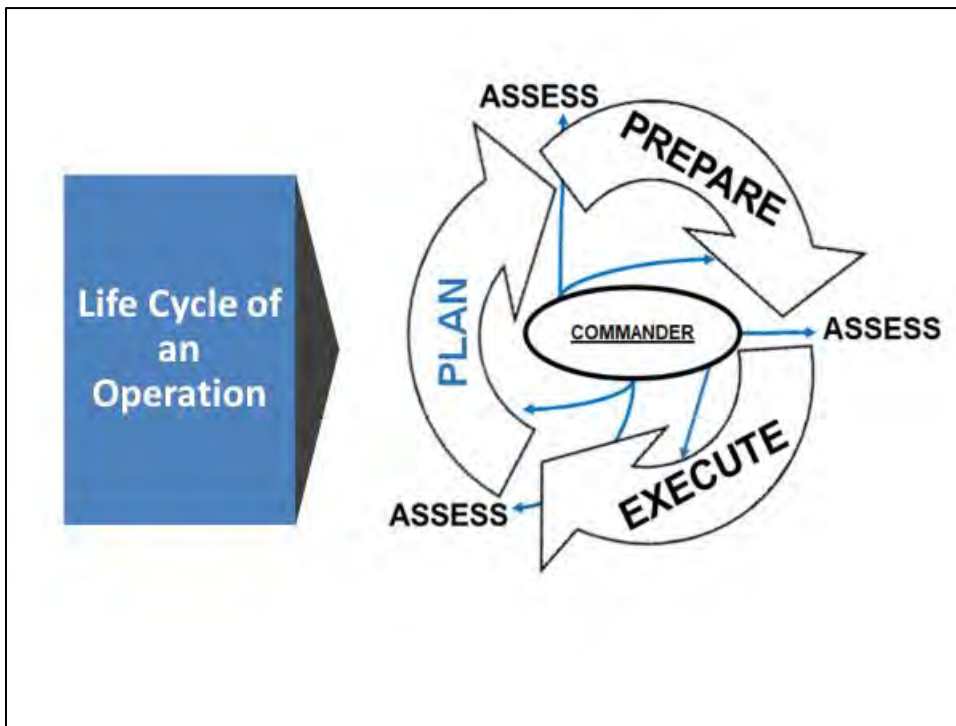 Life Cycle of
an
Operation
ASSESS
PREPARE
PLAN
COMMANDER
ASSESS
EXECUTE
ASSESS